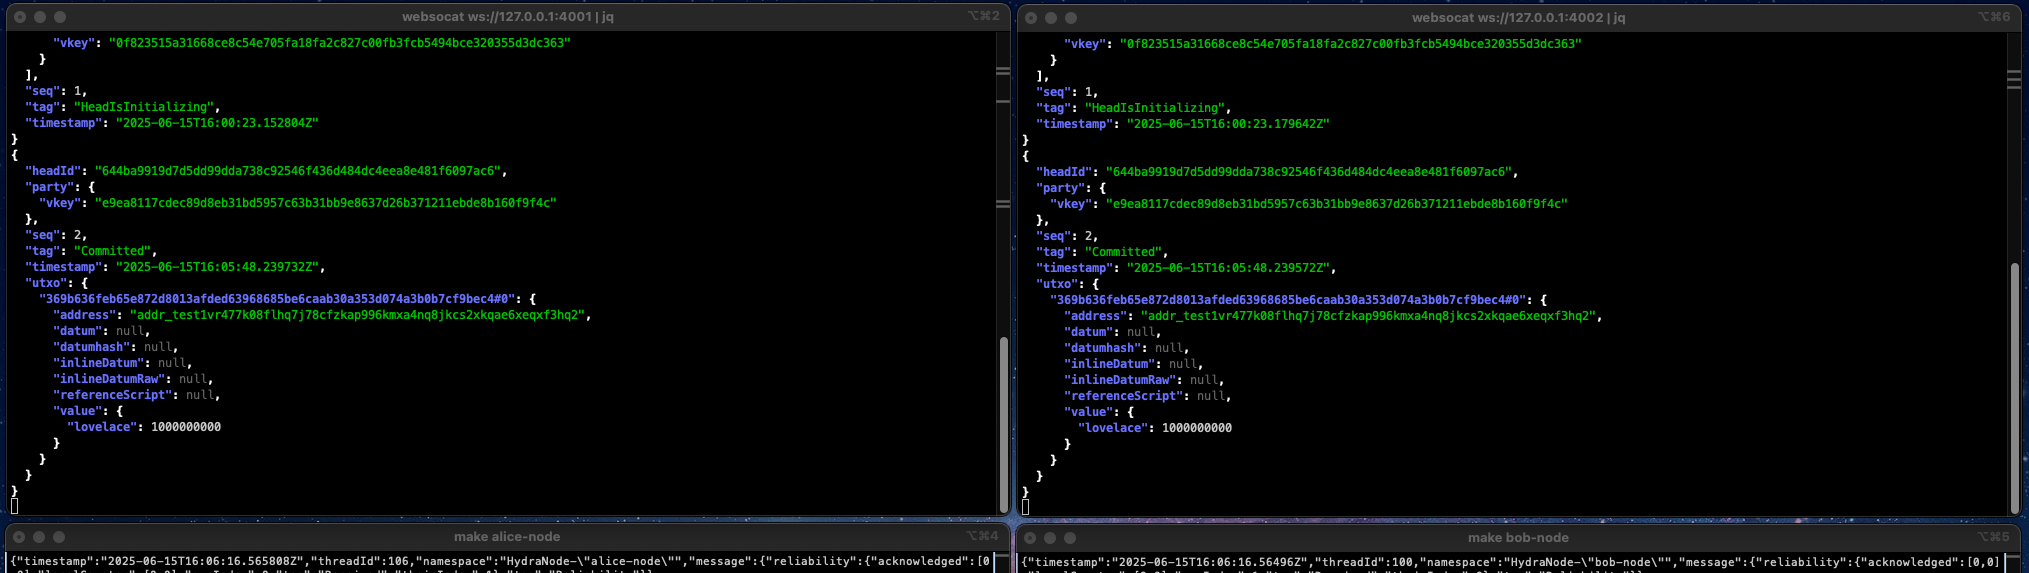 websocat ws://127.0.0.1:4001 | jq
⌥⌘2
"vkey": "0f823515a31668ce8c54e705fa18fa2c827c00fb3fcb5494bce320355d3dc363"
}
],
"seq": 1,
"tag": "HeadIsInitializing",
"timestamp": "2025-06-15T16:00:23.152804Z"
}
{
"headId": "644ba9919d7d5dd99dda738c92546f436d484dc4eea8e481f6097ac6",
"party": {
"vkey": "e9ea8117cdec89d8eb31bd5957c63b31bb9e8637d26b371211ebde8b160f9f4c"
},
"seq": 2,
"tag": "Committed",
"timestamp": "2025-06-15T16:05:48.239732Z",
"utxo": {
"369b636feb65e872d8013afded63968685be6caab30a353d074a3b0b7cf9bec4#0": {
"address": "addr_test1vr477k08flhq7j78cfzkap996kmxa4nq8jkcs2xkqae6xeqxf3hq2",
"datum": null,
"datumhash": null,
"inlineDatum": null,
"inlineDatumRaw": null,
"referenceScript": null,
"value": {
"lovelace": 1000000000
}
}
}
}
websocat ws://127.0.0.1:4002 | jq
⌥⌘6
"vkey": "0f823515a31668ce8c54e705fa18fa2c827c00fb3fcb5494bce320355d3dc363"
}
],
"seq": 1,
"tag": "HeadIsInitializing",
"timestamp": "2025-06-15T16:00:23.179642Z"
}
{
"headId": "644ba9919d7d5dd99dda738c92546f436d484dc4eea8e481f6097ac6",
"party": {
"vkey": "e9ea8117cdec89d8eb31bd5957c63b31bb9e8637d26b371211ebde8b160f9f4c"
},
"seq": 2,
"tag": "Committed",
"timestamp": "2025-06-15T16:05:48.239572Z",
"utxo": {
"369b636feb65e872d8013afded63968685be6caab30a353d074a3b0b7cf9bec4#0": {
"address": "addr_test1vr477k08flhq7j78cfzkap996kmxa4nq8jkcs2xkqae6xeqxf3hq2",
"datum": null,
"datumhash": null,
"inlineDatum": null,
"inlineDatumRaw": null,
"referenceScript": null,
"value": {
"lovelace": 1000000000
}
}
}
}
make alice-node
⌥⌘4
{"timestamp":"2025-06-15T16:06:16.565808Z","threadId":106,"namespace":"HydraNode-\"alice-node\"","message":{"reliability":{"acknowledged":[0
make bob-node
⌥⌘5
{"timestamp":"2025-06-15T16:06:16.56496Z","threadId":100,"namespace":"HydraNode-\"bob-node\"","message":{"reliability":{"acknowledged":[0,0]